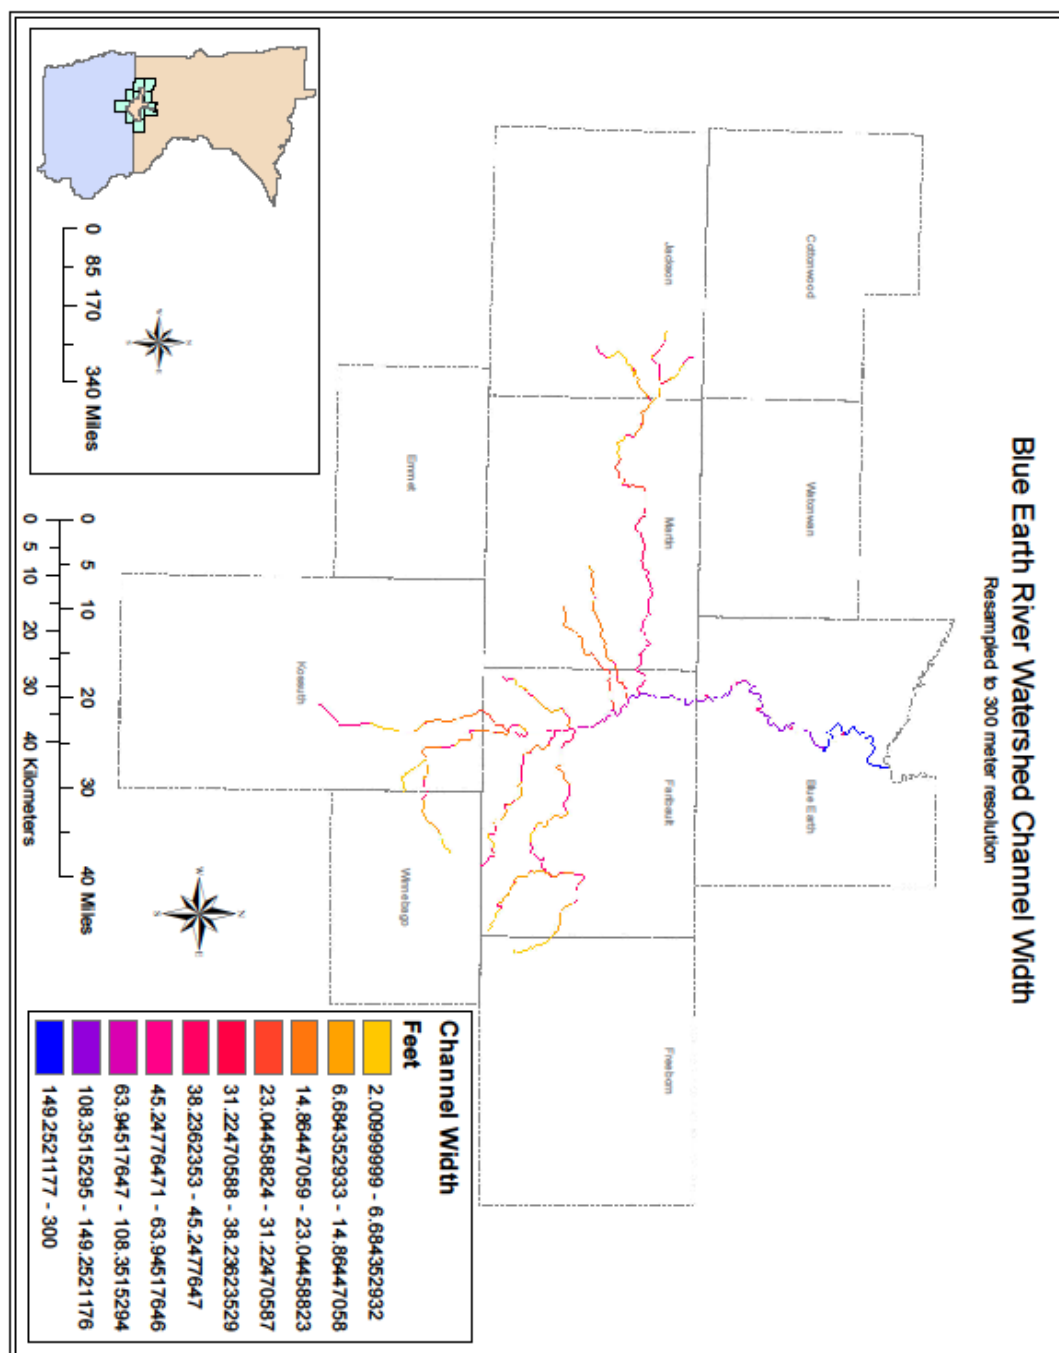 Blue Earth River Watershed Channel Width
Resampled to 300 meter resolution
Cottonwood
Watonwan
Blue Earth
Jackson
Martin
Faribault
Freeborn
Emmet
Kossuth
Winnebago
0 85 170 340 Miles
0 5 10 20 30 40 Miles
0 5 10 20 30 40 Kilometers
N
W
E
S
Channel Width
Feet
2.00999999 - 6.684352932
6.684352933 - 14.86447058
14.86447059 - 23.04458823
23.04458824 - 31.22470587
31.22470588 - 38.23623529
38.2362353 - 45.2477647
45.24776471 - 63.94517646
63.94517647 - 108.3515294
108.3515295 - 149.2521176
149.2521177 - 300